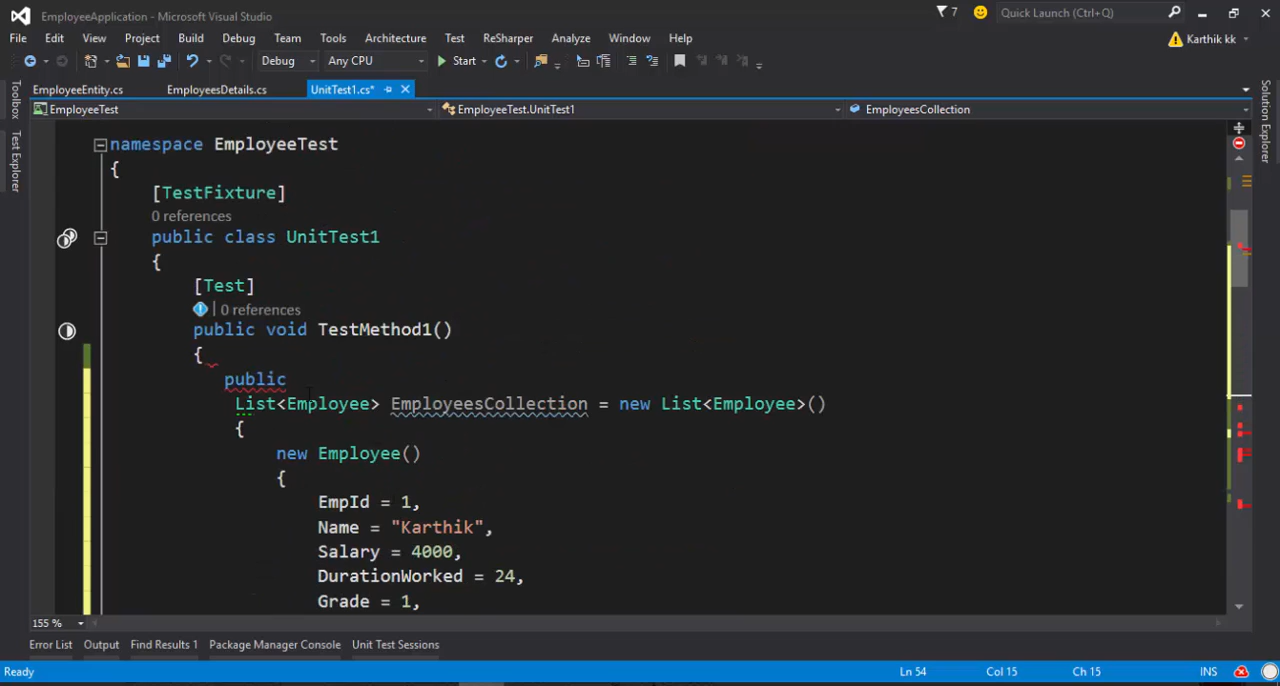 EmployeeApplication - Microsoft Visual Studio
7
Quick Launch (Ctrl+Q)
File Edit View Project Build Debug Team Tools Architecture Test ReSharper Analyze Window Help
Karthik kk
Debug Any CPU Start
EmployeeEntity.cs EmployeesDetails.cs UnitTest1.cs*
EmployeeTest EmployeeTest.UnitTest1 EmployeesCollection
Toolbox
Test Explorer
Solution Explorer
namespace EmployeeTest
{
[TestFixture]
0 references
public class UnitTest1
{
[Test]
| 0 references
public void TestMethod1()
{
public
List<Employee> EmployeesCollection = new List<Employee>()
{
new Employee()
{
EmpId = 1,
Name = "Karthik",
Salary = 4000,
DurationWorked = 24,
Grade = 1,
155 %
Error List Output Find Results 1 Package Manager Console Unit Test Sessions
Ready Ln 54 Col 15 Ch 15 INS